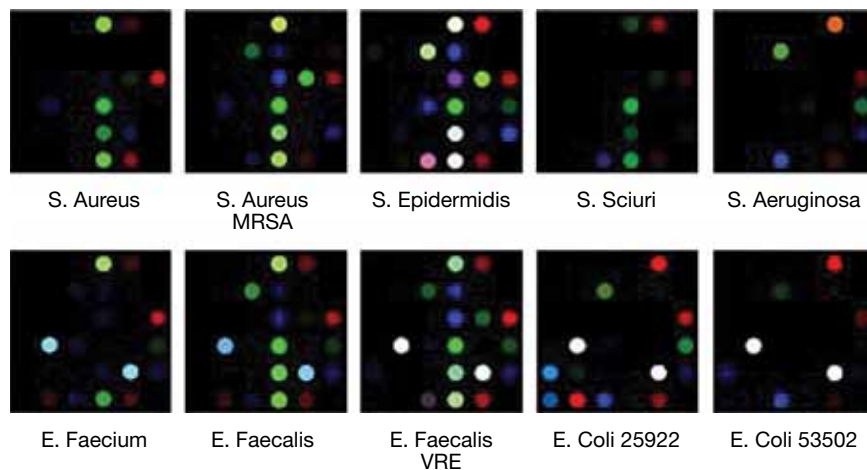 S. Aureus
S. Aureus
MRSA
S. Epidermidis
S. Sciuri
S. Aeruginosa
E. Faecium
E. Faecalis
E. Faecalis
VRE
E. Coli 25922
E. Coli 53502